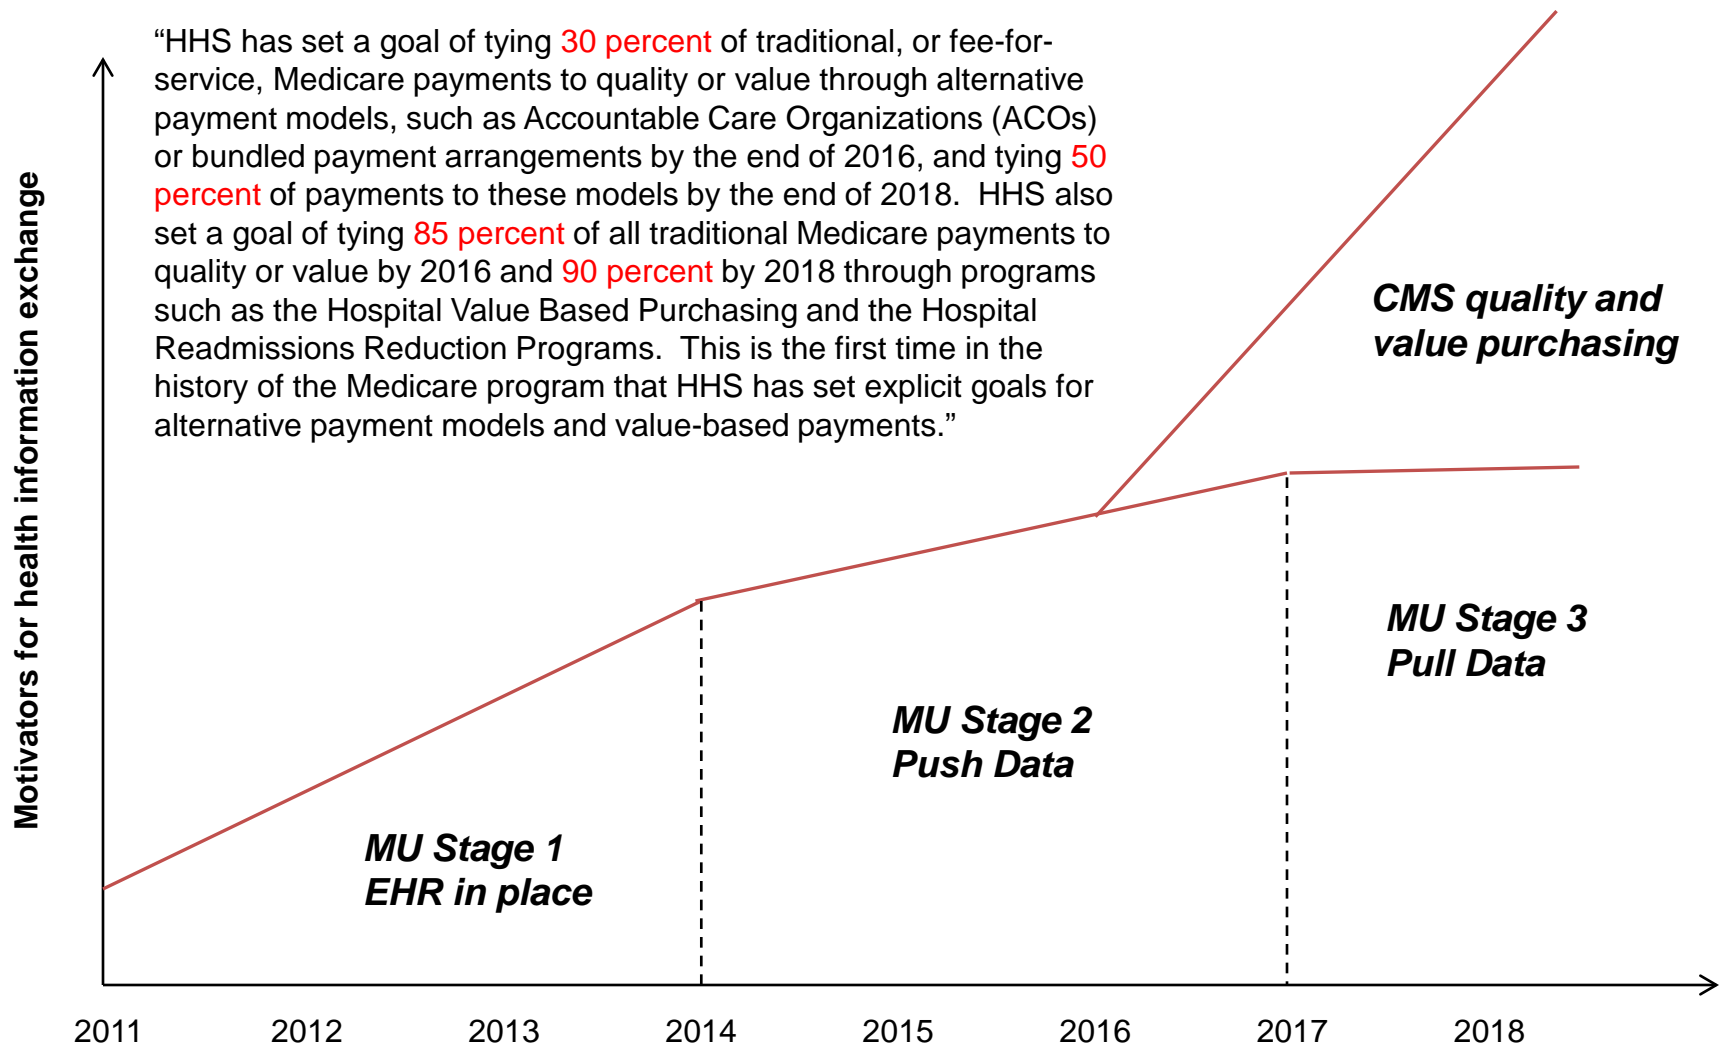 “HHS has set a goal of tying 30 percent of traditional, or fee-for-
service, Medicare payments to quality or value through alternative
payment models, such as Accountable Care Organizations (ACOs)
or bundled payment arrangements by the end of 2016, and tying 50
percent of payments to these models by the end of 2018.  HHS also
set a goal of tying 85 percent of all traditional Medicare payments to
quality or value by 2016 and 90 percent by 2018 through programs
such as the Hospital Value Based Purchasing and the Hospital
Readmissions Reduction Programs.  This is the first time in the
history of the Medicare program that HHS has set explicit goals for
alternative payment models and value-based payments.”
Motivators for health information exchange
CMS quality and
value purchasing
MU Stage 3
Pull Data
MU Stage 2
Push Data
MU Stage 1
EHR in place
2011 2012 2013 2014 2015 2016 2017 2018